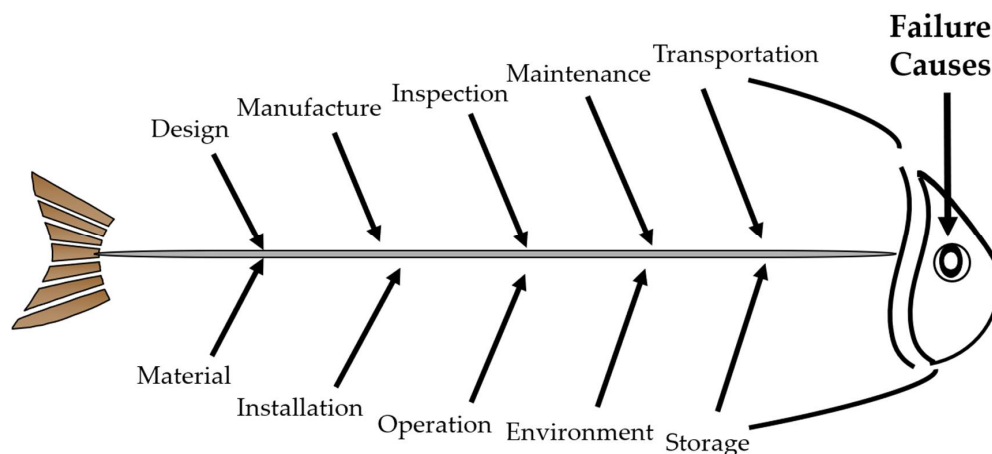 Failure
Causes
Transportation
Maintenance
Inspection
Manufacture
Design
Material
Installation
Operation
Environment
Storage